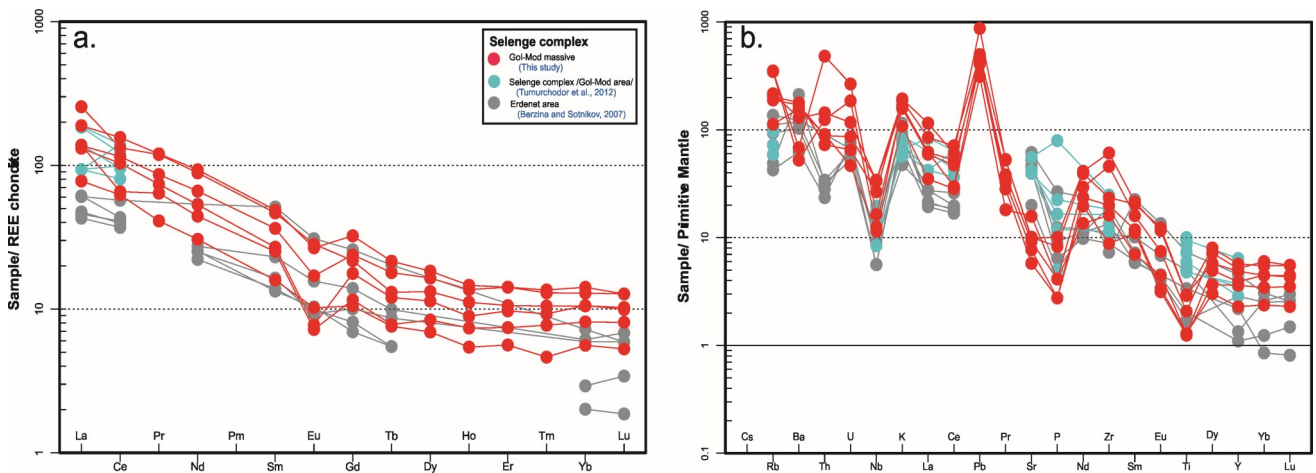 a.
Sample/ REE chondrite
1000
100
10
1
Selenge complex
Gol-Mod massive
(This study)
Selenge complex /Gol-Mod area/
(Tumurchodor et al., 2012)
Erdenet area
(Berzina and Sotnikov, 2007)
La Pr Pm Eu Tb Ho Tm Lu
Ce Nd Sm Gd Dy Er Yb
b.
Sample/ Primitive Mantle
1000
100
10
1
0.1
Cs Ba U K Ce Pr P Zr Eu Dy Yb
Rb Th Nb La Pb Sr Nd Sm Ti Y Lu